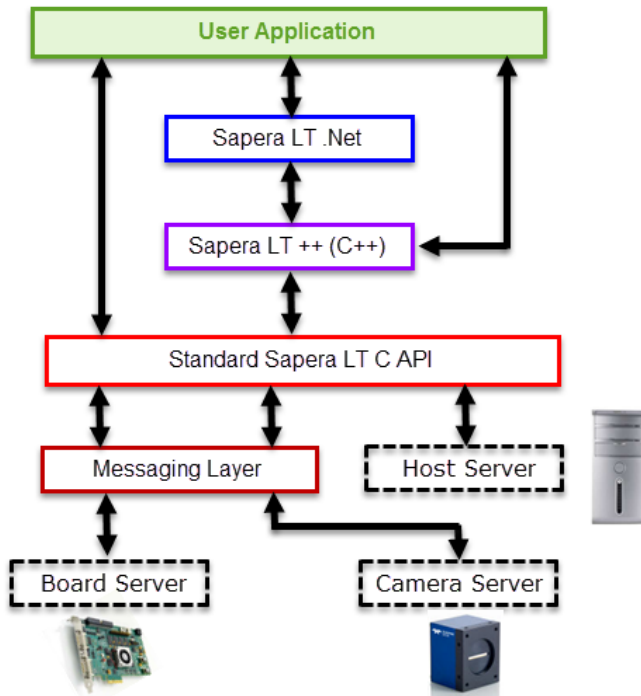 User Application
Sapera LT .Net
Sapera LT ++ (C++)
Standard Sapera LT C API
Messaging Layer
Host Server
Board Server
Camera Server